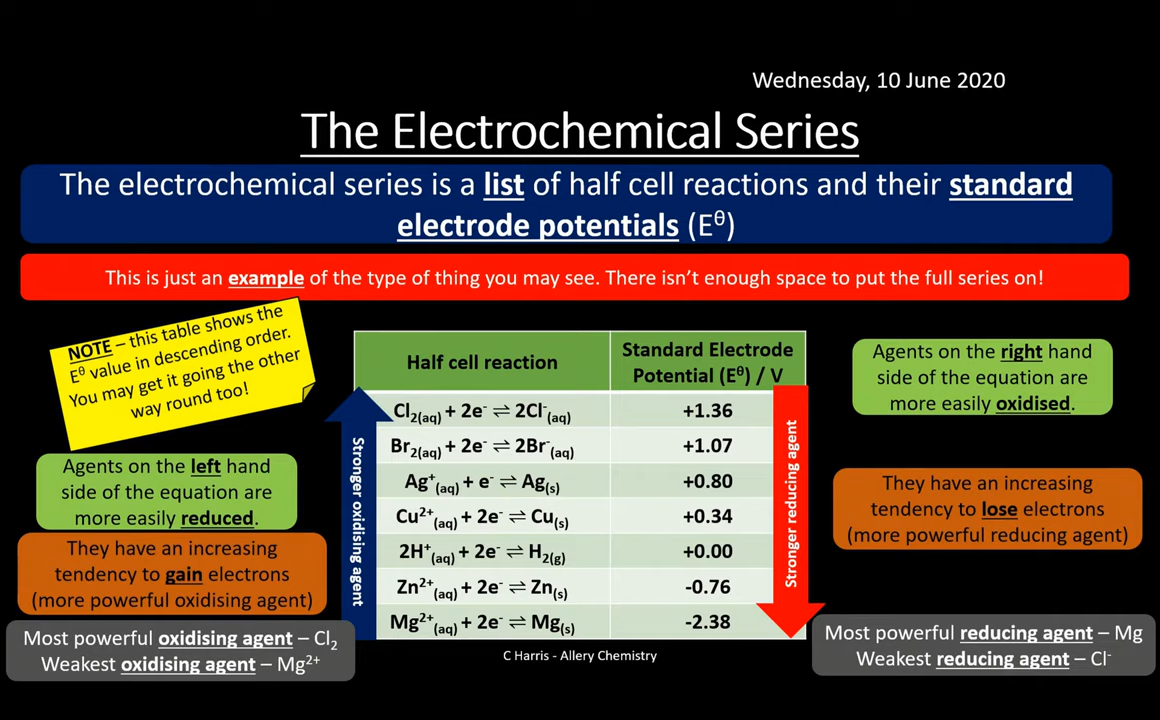 Wednesday, 10 June 2020
The Electrochemical Series
The electrochemical series is a list of half cell reactions and their standard
electrode potentials (E^θ)
This is just an example of the type of thing you may see. There isn’t enough space to put the full series on!
NOTE – this table shows the
E^θ value in descending order.
You may get it going the other
way round too!
Agents on the left hand
side of the equation are
more easily reduced.
They have an increasing
tendency to gain electrons
(more powerful oxidising agent)
Most powerful oxidising agent – Cl₂
Weakest oxidising agent – Mg²⁺
Stronger oxidising agent
Half cell reaction Standard Electrode
Potential (E^θ) / V
Cl₂(aq) + 2e⁻ ⇌ 2Cl⁻(aq) +1.36
Br₂(aq) + 2e⁻ ⇌ 2Br⁻(aq) +1.07
Ag⁺(aq) + e⁻ ⇌ Ag(s) +0.80
Cu²⁺(aq) + 2e⁻ ⇌ Cu(s) +0.34
2H⁺(aq) + 2e⁻ ⇌ H₂(g) +0.00
Zn²⁺(aq) + 2e⁻ ⇌ Zn(s) -0.76
Mg²⁺(aq) + 2e⁻ ⇌ Mg(s) -2.38
Stronger reducing agent
C Harris - Allery Chemistry
Agents on the right hand
side of the equation are
more easily oxidised.
They have an increasing
tendency to lose electrons
(more powerful reducing agent)
Most powerful reducing agent – Mg
Weakest reducing agent – Cl⁻